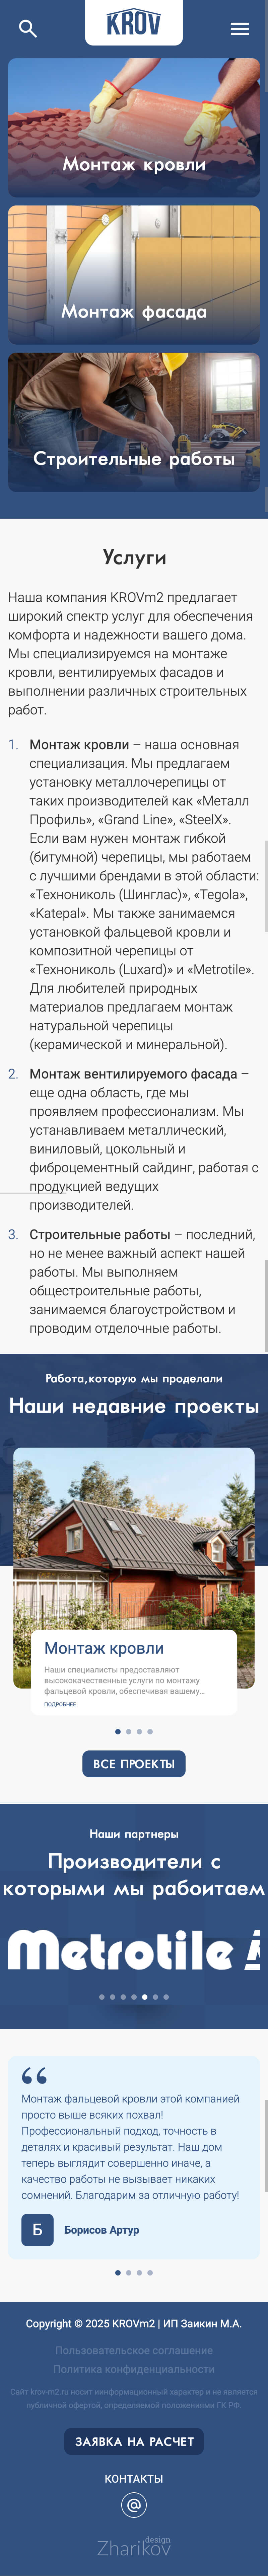 KROV
Монтаж кровли
Монтаж фасада
Строительные работы
Услуги
Наша компания KROVm2 предлагает
широкий спектр услуг для обеспечения
комфорта и надежности вашего дома.
Мы специализируемся на монтаже
кровли, вентилируемых фасадов и
выполнении различных строительных
работ.
1. Монтаж кровли – наша основная
специализация. Мы предлагаем
установку металлочерепицы от
таких производителей как «Металл
Профиль», «Grand Line», «SteelX».
Если вам нужен монтаж гибкой
(битумной) черепицы, мы работаем
с лучшими брендами в этой области:
«Технониколь (Шинглас)», «Tegola»,
«Katepal». Мы также занимаемся
установкой фальцевой кровли и
композитной черепицы от
«Технониколь (Luxard)» и «Metrotile».
Для любителей природных
материалов предлагаем монтаж
натуральной черепицы
(керамической и минеральной).
2. Монтаж вентилируемого фасада –
еще одна область, где мы
проявляем профессионализм. Мы
устанавливаем металлический,
виниловый, цокольный и
фиброцементный сайдинг, работая с
продукцией ведущих
производителей.
3. Строительные работы – последний,
но не менее важный аспект нашей
работы. Мы выполняем
общестроительные работы,
занимаемся благоустройством и
проводим отделочные работы.
Работа,которую мы проделали
Наши недавние проекты
Монтаж кровли
Наши специалисты предоставляют
высококачественные услуги по монтажу
фальцевой кровли, обеспечивая вашему...
ПОДРОБНЕЕ
ВСЕ ПРОЕКТЫ
Наши партнеры
Производители с
которыми мы рабоитаем
Metrotile
Монтаж фальцевой кровли этой компанией
просто выше всяких похвал!
Профессиональный подход, точность в
деталях и красивый результат. Наш дом
теперь выглядит совершенно иначе, а
качество работы не вызывает никаких
сомнений. Благодарим за отличную работу!
Б
Борисов Артур
Copyright © 2025 KROVm2 | ИП Заикин М.А.
Пользаовательское соглашение
Политика конфиденциальности
Сайт krov-m2.ru носит информационный характер и не является
публичной офертой, определяемой положениями ГК РФ.
ЗАЯВКА НА РАСЧЕТ
КОНТАКТЫ
design
Zharikov